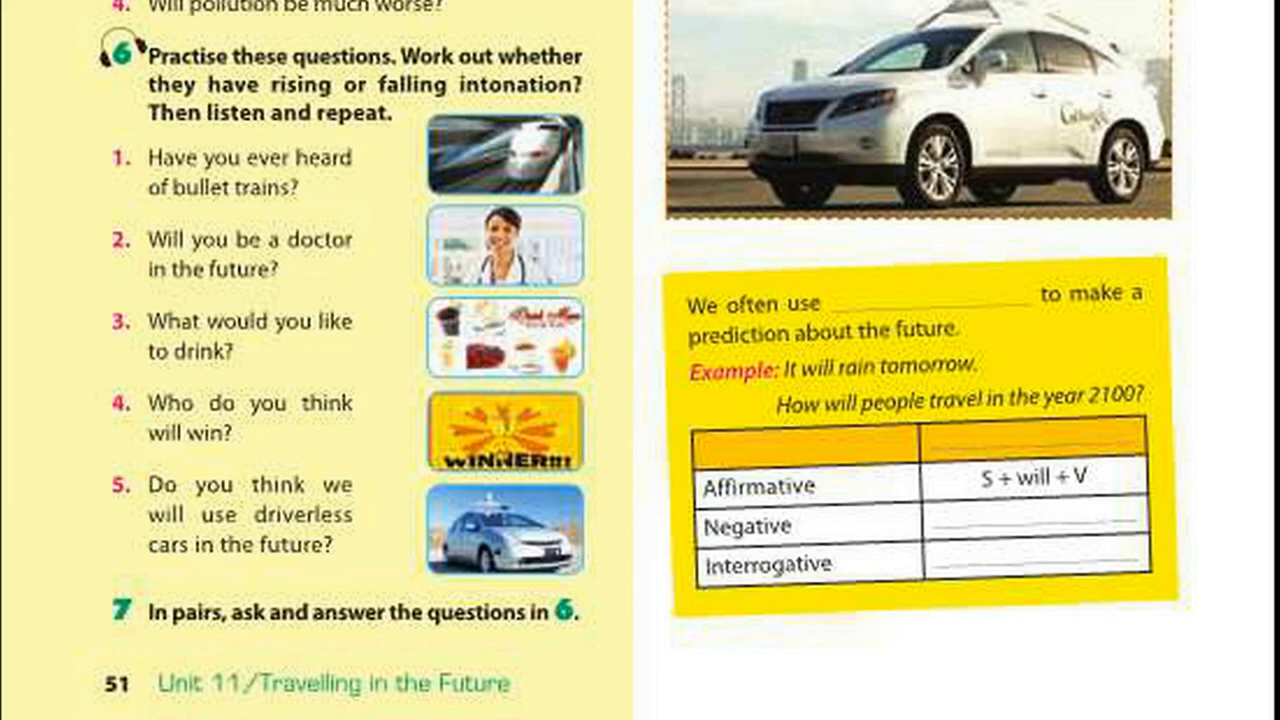 4. Will pollution be much worse?
6 Practise these questions. Work out whether
they have rising or falling intonation?
Then listen and repeat.
1. Have you ever heard
of bullet trains?
2. Will you be a doctor
in the future?
3. What would you like
to drink?
4. Who do you think
will win?
WINNER!!!
5. Do you think we
will use driverless
cars in the future?
7 In pairs, ask and answer the questions in 6.
51 Unit 11/Travelling in the Future
Google
We often use ____ to make a
prediction about the future.
Example: It will rain tomorrow.
How will people travel in the year 2100?
Affirmative S + will + V
Negative
Interrogative